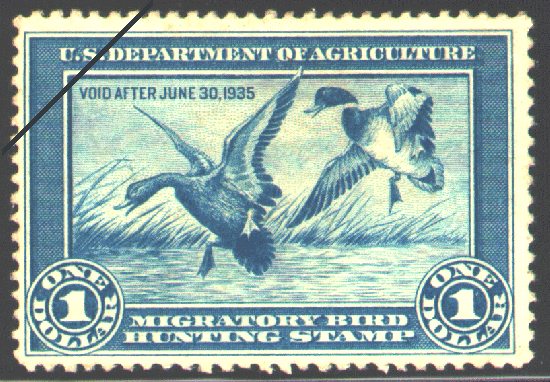 U.S. DEPARTMENT OF AGRICULTURE
VOID AFTER JUNE 30, 1935
ONE
1
DOLLAR
MIGRATORY BIRD
HUNTING STAMP
ONE
1
DOLLAR